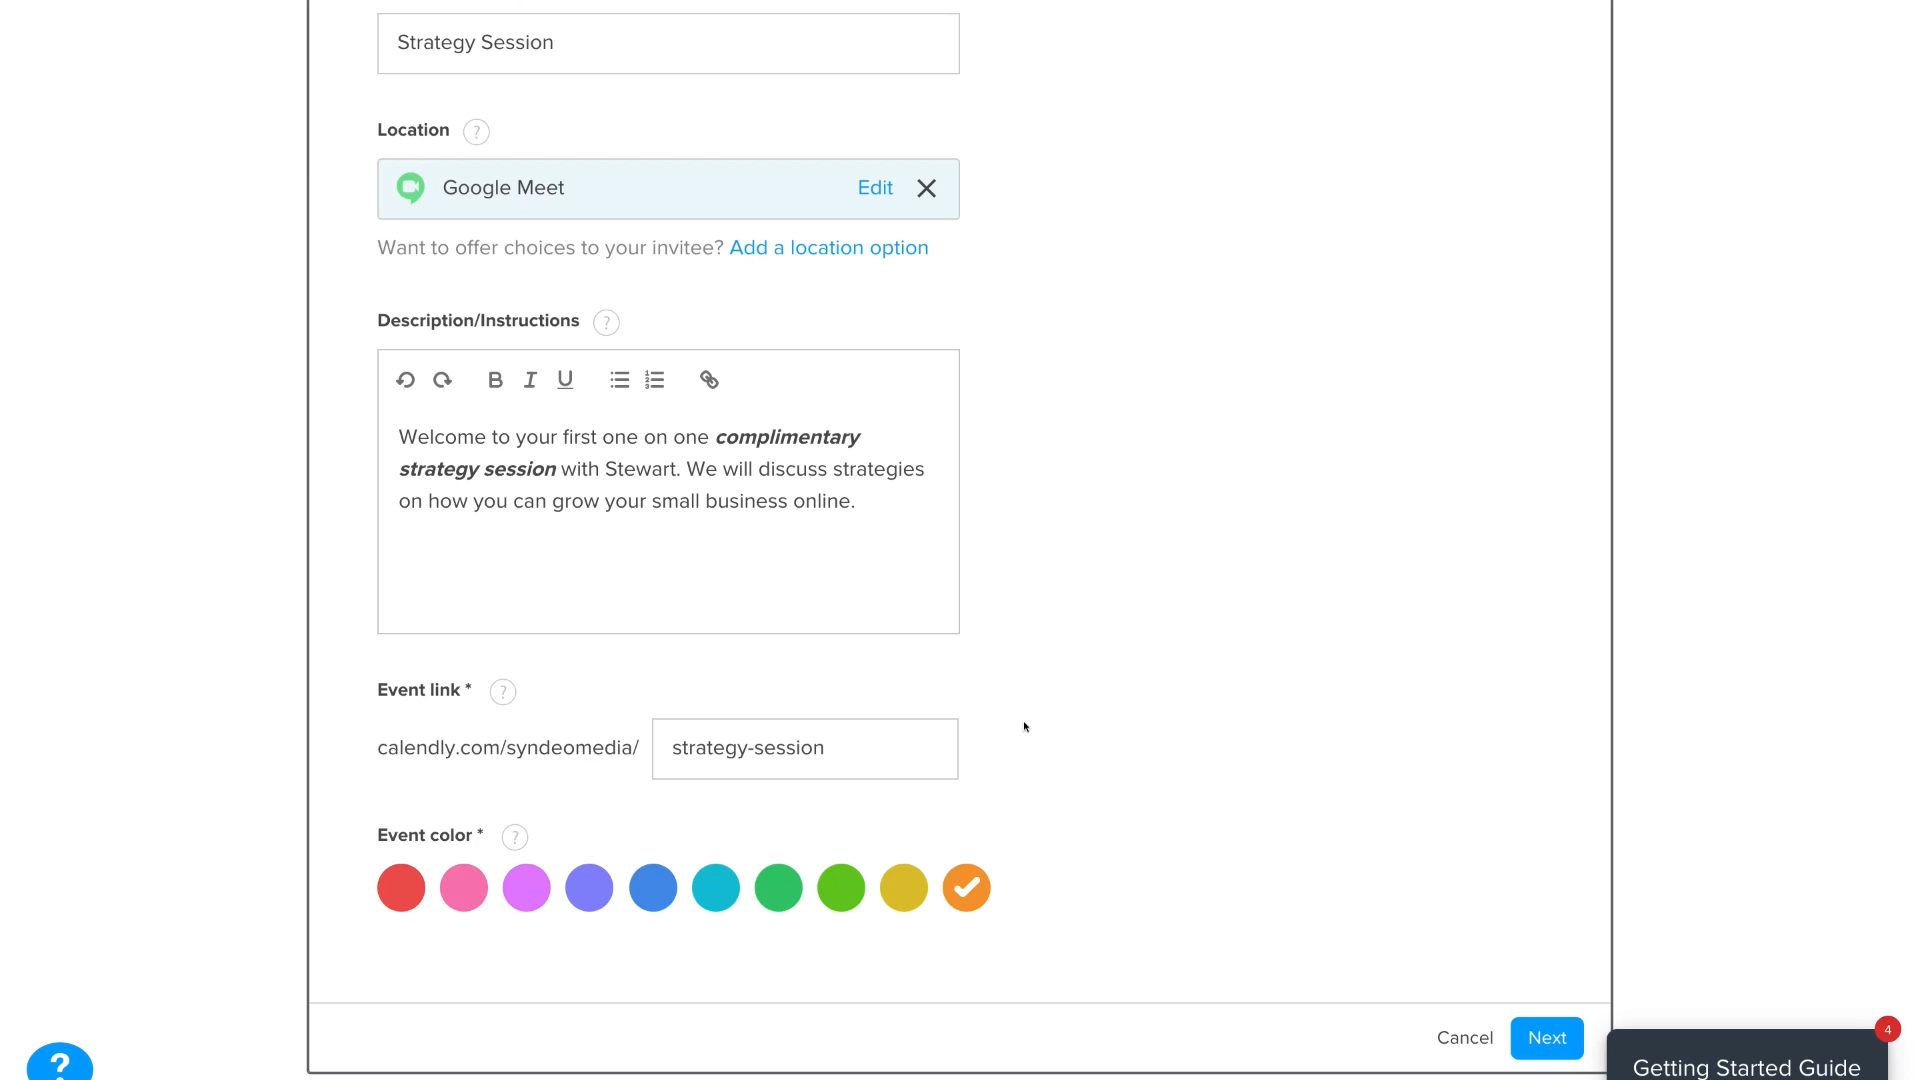 Strategy Session
Location ?
Google Meet Edit
Want to offer choices to your invitee? Add a location option
Description/Instructions ?
B I U
Welcome to your first one on one complimentary
strategy session with Stewart. We will discuss strategies
on how you can grow your small business online.
Event link * ?
calendly.com/syndeomedia/ strategy-session
Event color * ?
Cancel Next
4
Getting Started Guide
?